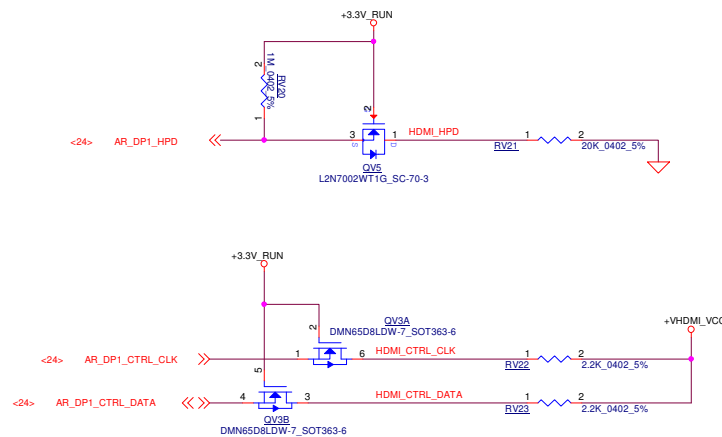 +3.3V_RUN
2
1M_0402_5%
RV20
1
2
<24> AR_DP1_HPD
3
S
D
1
HDMI_HPD
1
2
RV21
20K_0402_5%
QV5
L2N7002WT1G_SC-70-3
+3.3V_RUN
QV3A
DMN65D8LDW-7_SOT363-6
+VHDMI_VCC
2
<24> AR_DP1_CTRL_CLK
1
6
HDMI_CTRL_CLK
1
2
RV22
2.2K_0402_5%
5
<24> AR_DP1_CTRL_DATA
4
3
HDMI_CTRL_DATA
1
2
RV23
2.2K_0402_5%
QV3B
DMN65D8LDW-7_SOT363-6